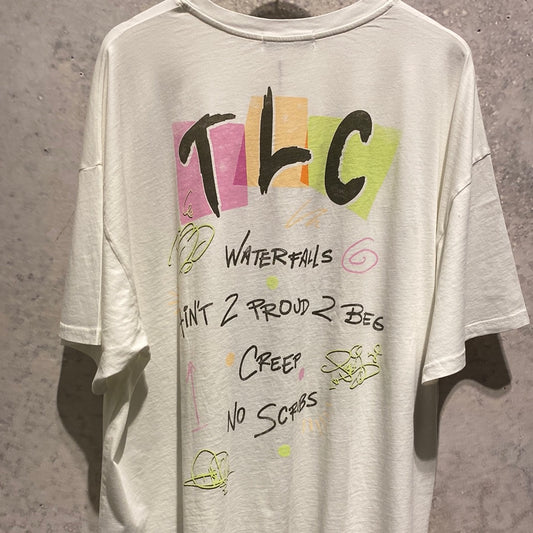 TLC
WATERFALLS
AIN'T 2 PROUD 2 BEG
CREEP
NO SCRUBS